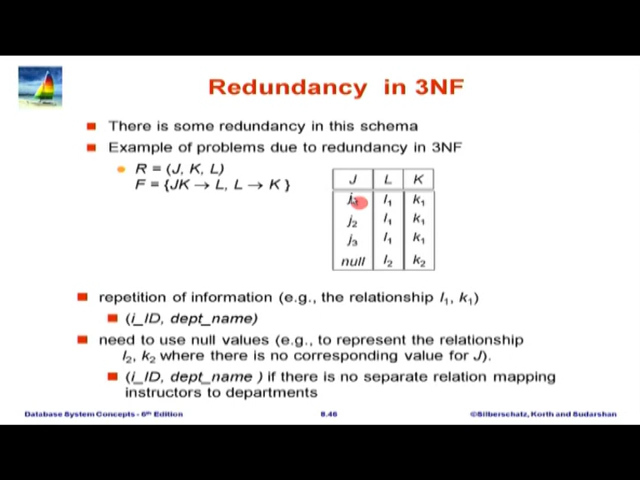 Redundancy in 3NF
There is some redundancy in this schema
Example of problems due to redundancy in 3NF
R = (J, K, L)
F = {JK → L, L → K }
J L K
j₁ l₁ k₁
j₂ l₁ k₁
j₃ l₁ k₁
null l₂ k₂
repetition of information (e.g., the relationship l₁, k₁)
(i_ID, dept_name)
need to use null values (e.g., to represent the relationship
l₂, k₂ where there is no corresponding value for J).
(i_ID, dept_name ) if there is no separate relation mapping
instructors to departments
Database System Concepts - 6th Edition 8.46 ©Silberschatz, Korth and Sudarshan